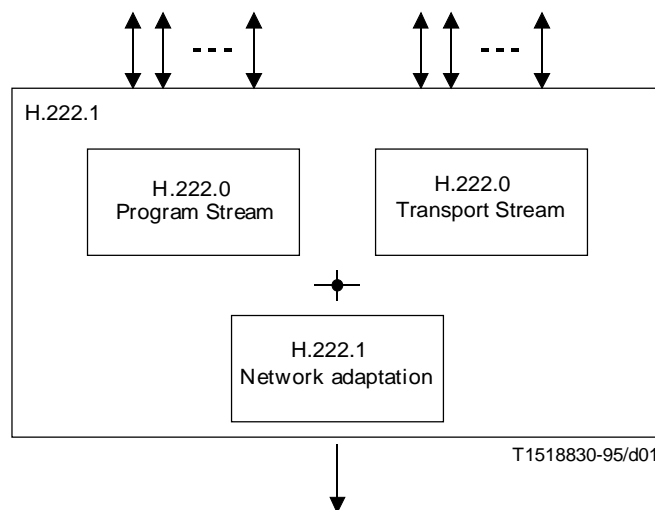 H.222.1
H.222.0
Program Stream
H.222.0
Transport Stream
H.222.1
Network adaptation
T1518830-95/d01